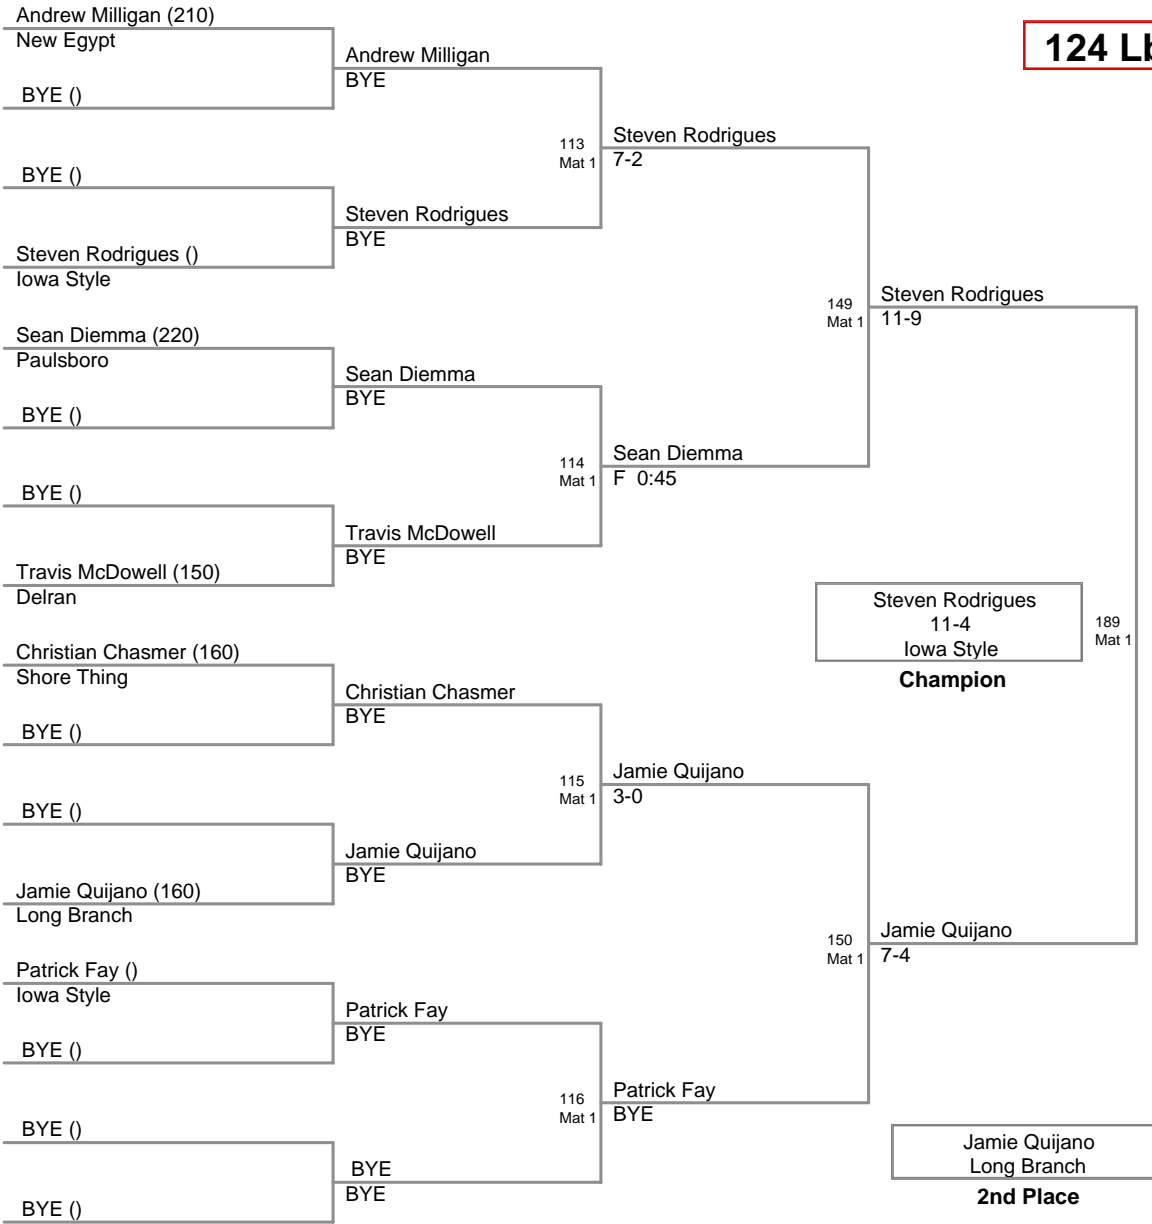 Andrew Milligan (210)
New Egypt
BYE ()
BYE ()
Steven Rodrigues ()
Iowa Style
Sean Diemma (220)
Paulsboro
BYE ()
BYE ()
Travis McDowell (150)
Delran
Christian Chasmer (160)
Shore Thing
BYE ()
BYE ()
Jamie Quijano (160)
Long Branch
Patrick Fay ()
Iowa Style
BYE ()
BYE ()
BYE ()
Andrew Milligan
BYE
Steven Rodrigues
BYE
Sean Diemma
BYE
Travis McDowell
BYE
Christian Chasmer
BYE
Jamie Quijano
BYE
Patrick Fay
BYE
BYE
BYE
113
Mat 1
Steven Rodrigues
7-2
114
Mat 1
Sean Diemma
F 0:45
115
Mat 1
Jamie Quijano
3-0
116
Mat 1
Patrick Fay
BYE
149
Mat 1
Steven Rodrigues
11-9
150
Mat 1
Jamie Quijano
7-4
189
Mat 1
Steven Rodrigues
11-4
Iowa Style
Champion
Jamie Quijano
Long Branch
2nd Place
124